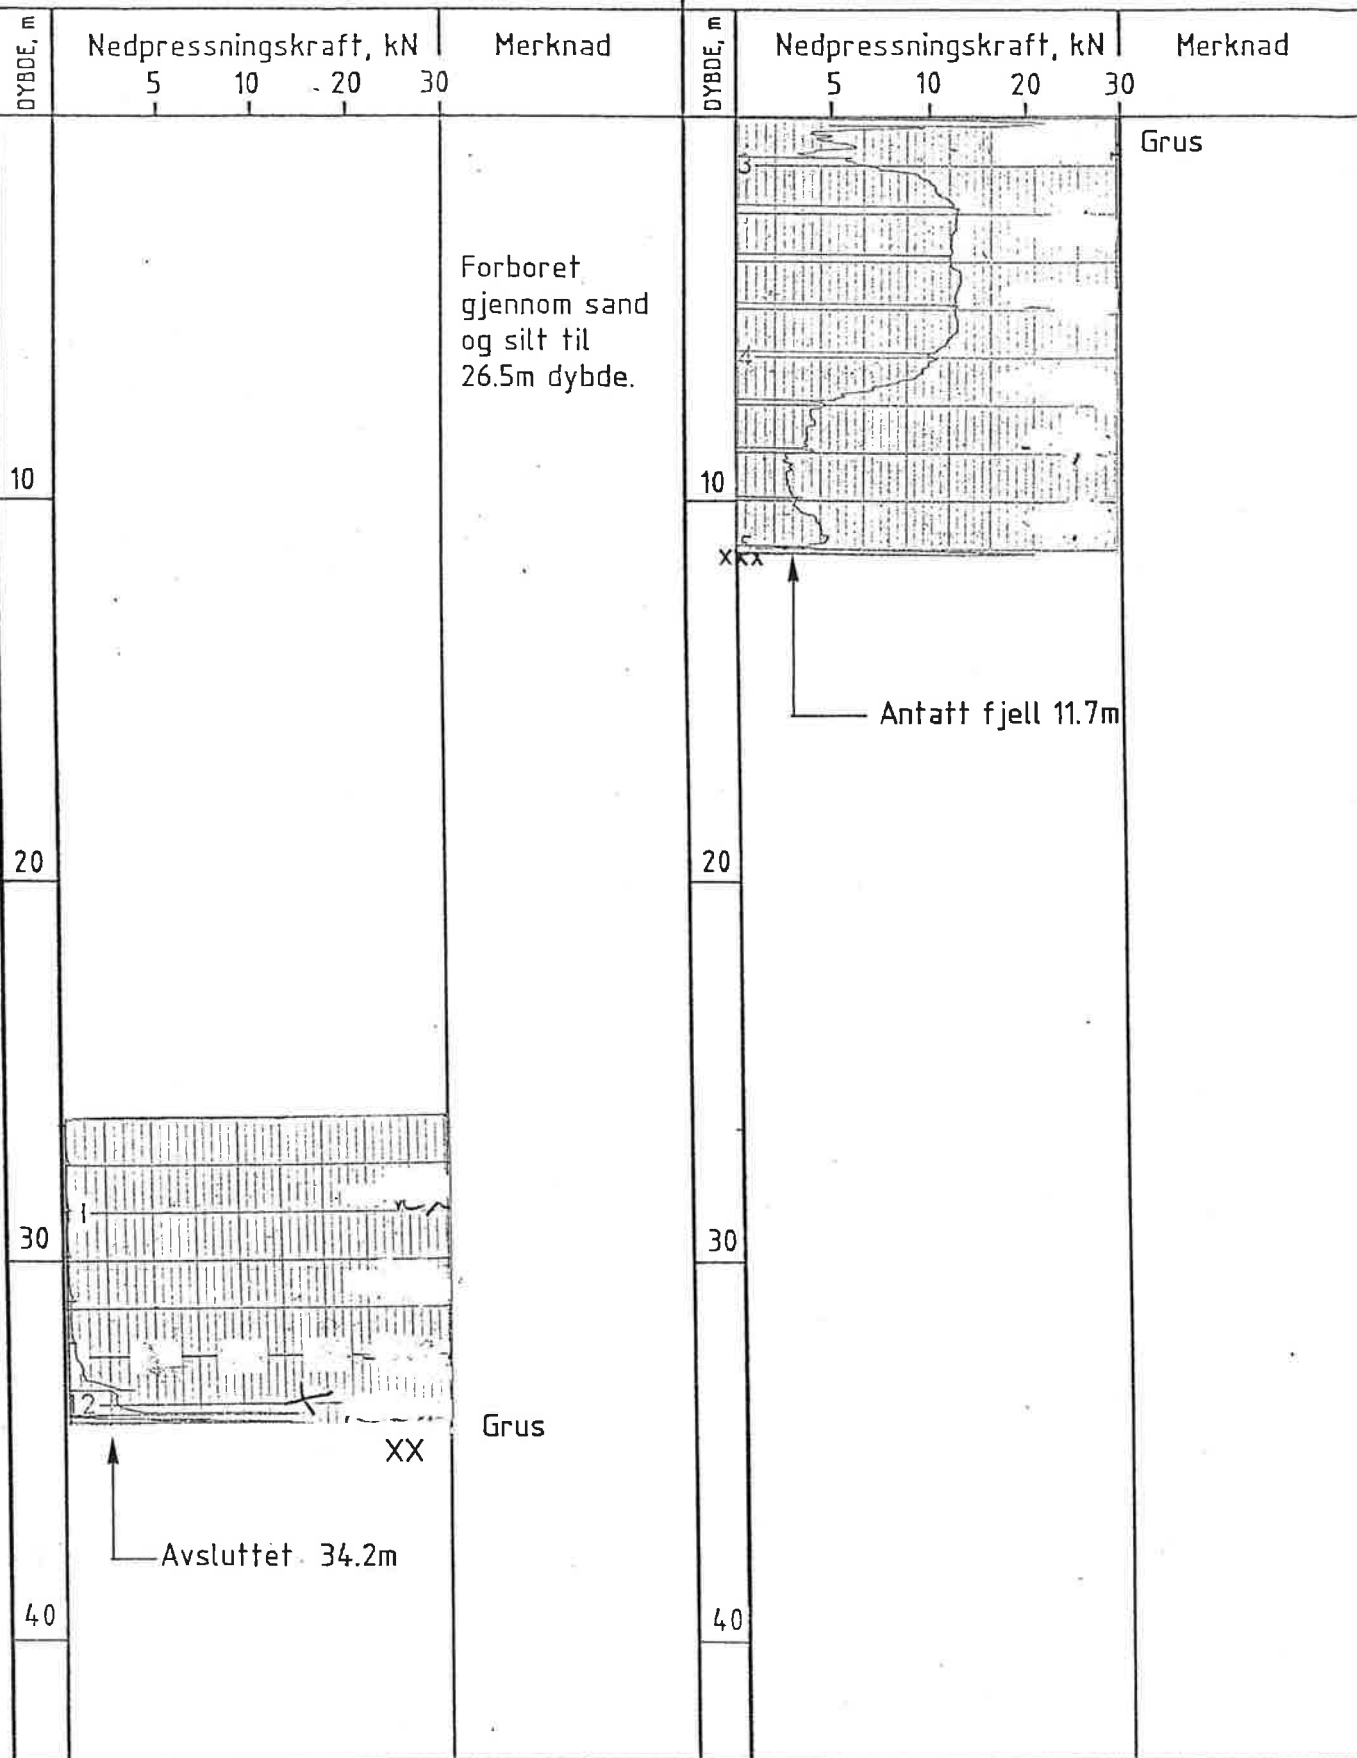 DYBDE, m
Nedpressningskraft, kN
Merknad
5 10 20 30
Forboret
gjennom sand
og silt til
26.5m dybde.
10
20
1
30
2
Grus
XX
Avsluttet 34.2m
40
DYBDE, m
Nedpressningskraft, kN
Merknad
5 10 20 30
Grus
3
4
10
XXX
Antatt fjell 11.7m
20
30
40